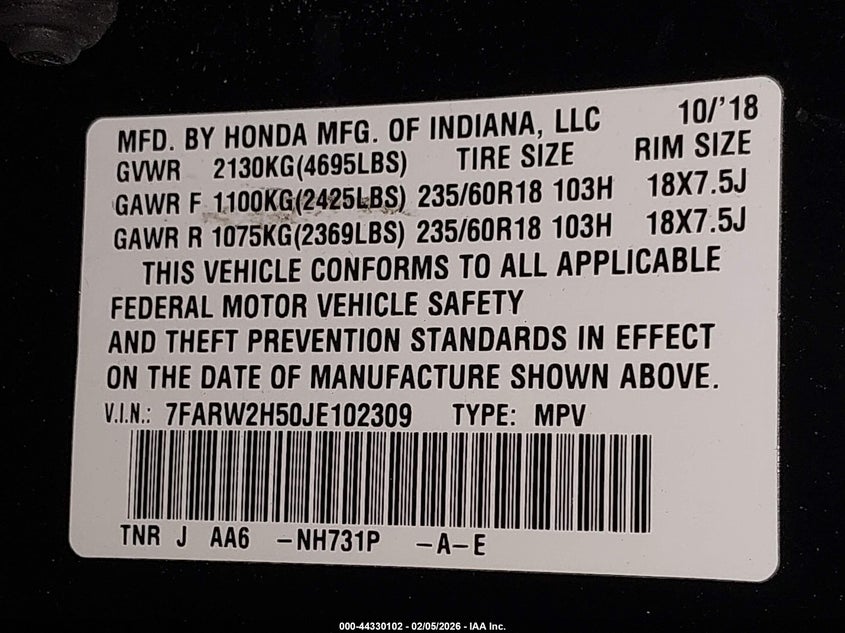 MFD. BY HONDA MFG. OF INDIANA, LLC 10/'18
GVWR 2130KG(4695LBS) TIRE SIZE RIM SIZE
GAWR F 1100KG(2425LBS) 235/60R18 103H 18X7.5J
GAWR R 1075KG(2369LBS) 235/60R18 103H 18X7.5J
THIS VEHICLE CONFORMS TO ALL APPLICABLE
FEDERAL MOTOR VEHICLE SAFETY
AND THEFT PREVENTION STANDARDS IN EFFECT
ON THE DATE OF MANUFACTURE SHOWN ABOVE.
V.I.N.: 7FARW2H50JE102309 TYPE: MPV
TNR J AA6 -NH731P -A-E
000-44330102 - 02/05/2026 - IAA Inc.